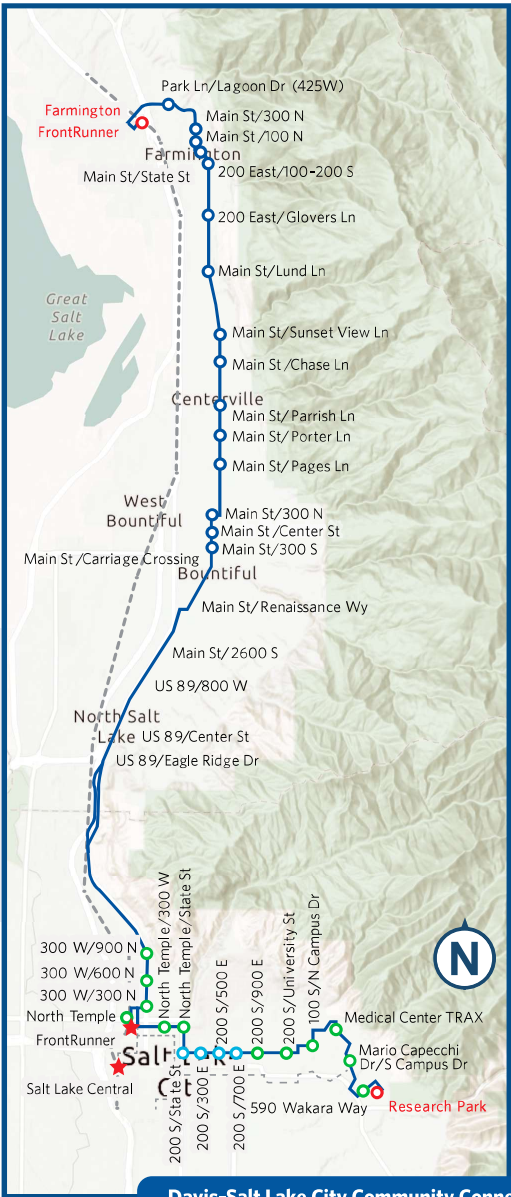 Park Ln/Lagoon Dr (425W)
Farmington
FrontRunner
Main St/300 N
Main St/100 N
Farmington
Main St/State St
200 East/100-200 S
200 East/Glovers Ln
Main St/Lund Ln
Great
Salt
Lake
Main St/Sunset View Ln
Main St/Chase Ln
Centerville
Main St/Parrish Ln
Main St/Porter Ln
Main St/Pages Ln
West
Bountiful
Main St/300 N
Main St/Center St
Main St/300 S
Main St/Carriage Crossing
Bountiful
Main St/Renaissance Wy
Main St/2600 S
US 89/800 W
North Salt
Lake
US 89/Center St
US 89/Eagle Ridge Dr
North Temple/300 W
North Temple/State St
300 W/900 N
300 W/600 N
300 W/300 N
North Temple
FrontRunner
200 S/500 E
200 S/900 E
200 S/University St
100 S/N Campus Dr
N
Medical Center TRAX
Mario Capecchi
Dr/S Campus Dr
Salt Lake
City
Salt Lake Central
200 S/State St
200 S/300 E
200 S/700 E
590 Wakara Way
Research Park